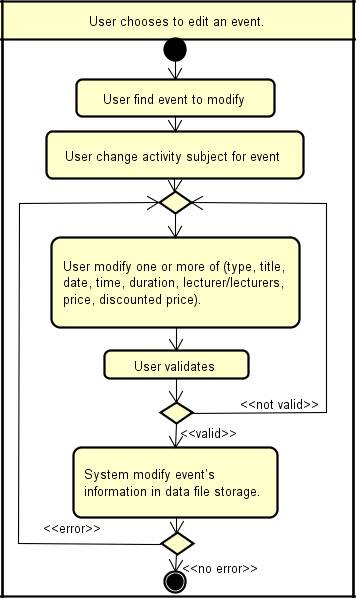 User chooses to edit an event.
User find event to modify
User change activity subject for event
User modify one or more of (type, title,
date, time, duration, lecturer/lecturers,
price, discounted price).
User validates
<<not valid>>
<<valid>>
System modify event's
information in data file storage.
<<error>>
<<no error>>